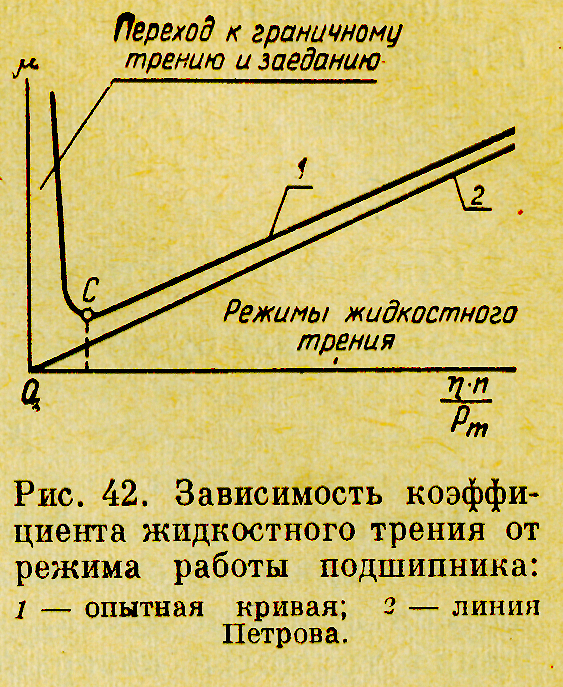 Переход к граничному
трению и заеданию
μ
1
2
C
Режимы жидкостного
трения
0
η·n
Pm
Рис. 42. Зависимость коэффи-
циента жидкостного трения от
режима работы подшипника:
1 — опытная кривая; 2 — линия
Петрова.